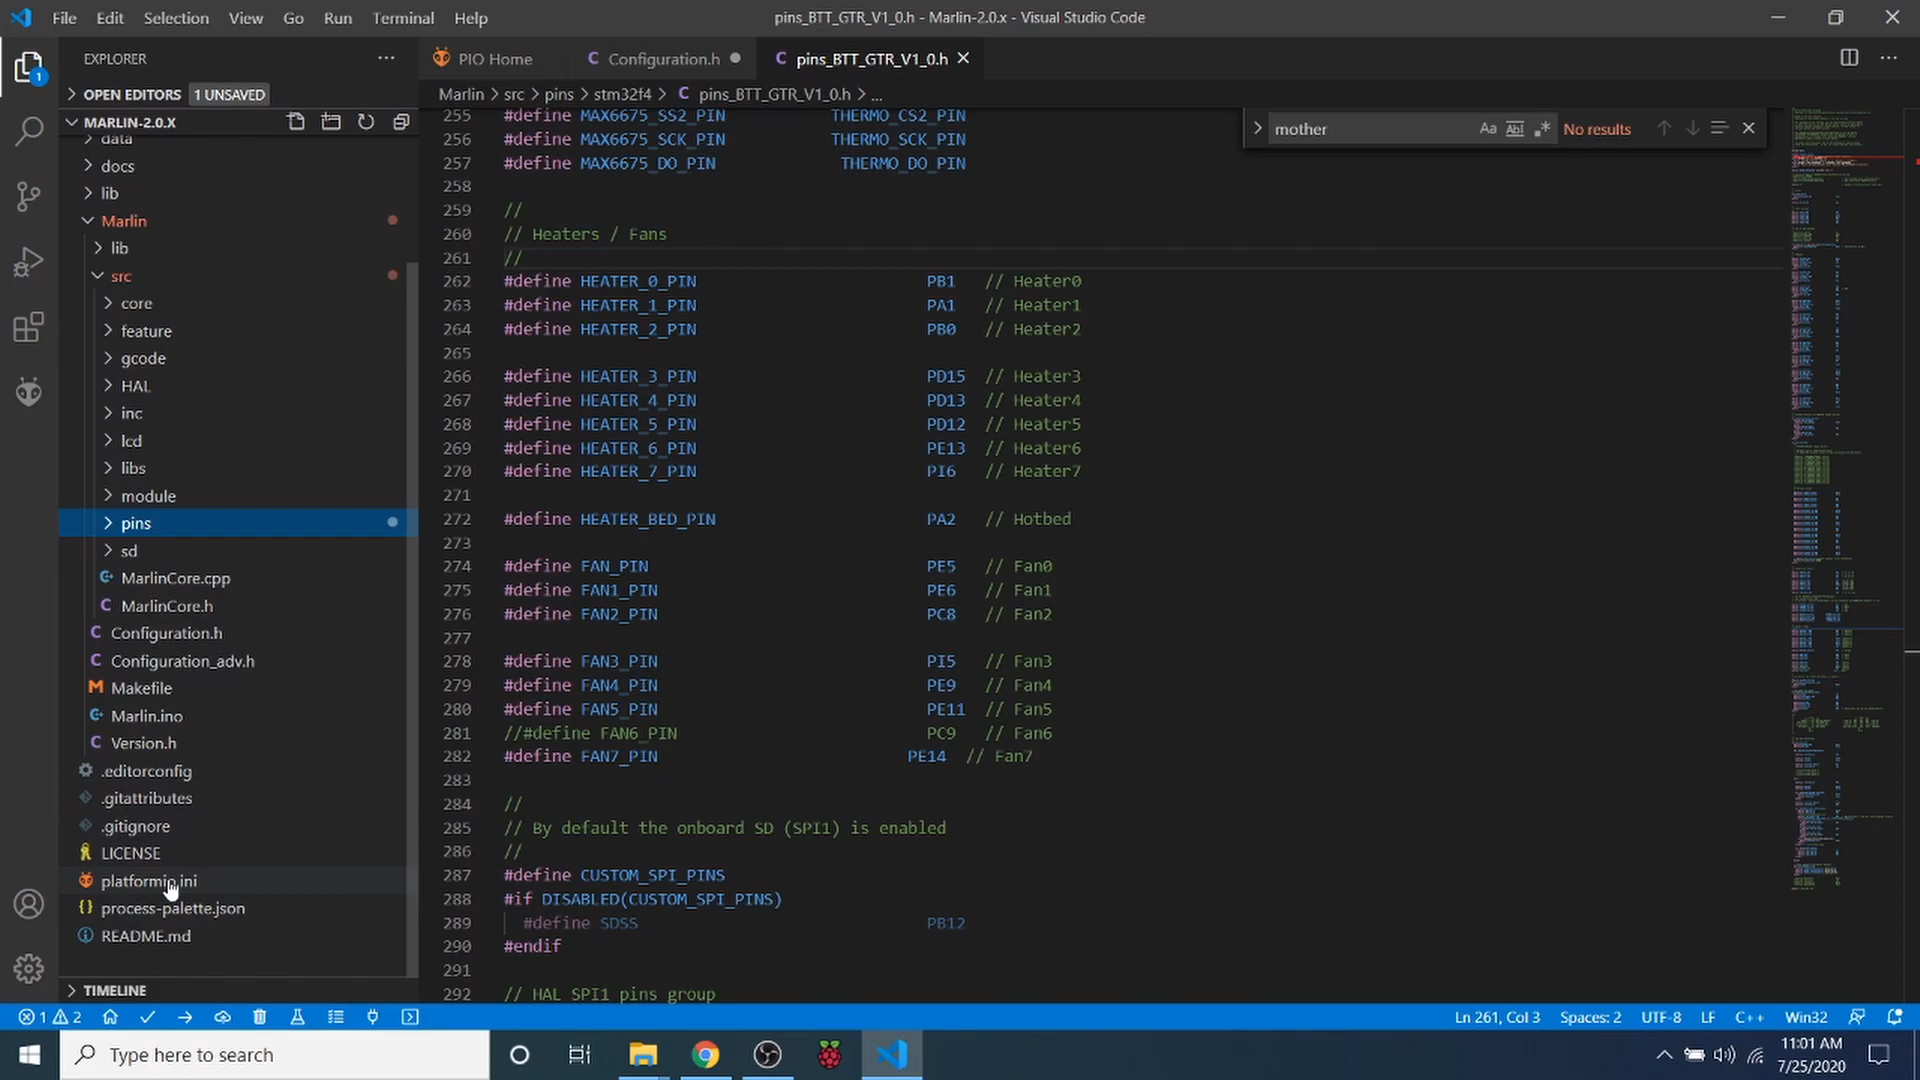 File Edit Selection View Go Run Terminal Help
pins_BTT_GTR_V1_0.h - Marlin-2.0.x - Visual Studio Code
EXPLORER
PIO Home
Configuration.h
pins_BTT_GTR_V1_0.h
OPEN EDITORS 1 UNSAVED
Marlin > src > pins > stm32f4 > C pins_BTT_GTR_V1_0.h > ...
mother
Aa Abl .* No results
MARLIN-2.0.X
data
docs
lib
Marlin
lib
src
core
feature
gcode
HAL
inc
lcd
libs
module
pins
sd
MarlinCore.cpp
MarlinCore.h
Configuration.h
Configuration_adv.h
Makefile
Marlin.ino
Version.h
.editorconfig
.gitattributes
.gitignore
LICENSE
platformio.ini
process-palette.json
README.md
TIMELINE
255 #define MAX6675_SS2_PIN THERMO_CS2_PIN
256 #define MAX6675_SCK_PIN THERMO_SCK_PIN
257 #define MAX6675_DO_PIN THERMO_DO_PIN
258
259 //
260 // Heaters / Fans
261 //
262 #define HEATER_0_PIN PB1 // Heater0
263 #define HEATER_1_PIN PA1 // Heater1
264 #define HEATER_2_PIN PB0 // Heater2
265
266 #define HEATER_3_PIN PD15 // Heater3
267 #define HEATER_4_PIN PD13 // Heater4
268 #define HEATER_5_PIN PD12 // Heater5
269 #define HEATER_6_PIN PE13 // Heater6
270 #define HEATER_7_PIN PI6 // Heater7
271
272 #define HEATER_BED_PIN PA2 // Hotbed
273
274 #define FAN_PIN PE5 // Fan0
275 #define FAN1_PIN PE6 // Fan1
276 #define FAN2_PIN PC8 // Fan2
277
278 #define FAN3_PIN PI5 // Fan3
279 #define FAN4_PIN PE9 // Fan4
280 #define FAN5_PIN PE11 // Fan5
281 //#define FAN6_PIN PC9 // Fan6
282 #define FAN7_PIN PE14 // Fan7
283
284 //
285 // By default the onboard SD (SPI1) is enabled
286 //
287 #define CUSTOM_SPI_PINS
288 #if DISABLED(CUSTOM_SPI_PINS)
289 #define SDSS PB12
290 #endif
291
292 // HAL SPI1 pins group
1 2
Ln 261, Col 3 Spaces: 2 UTF-8 LF C++ Win32
Type here to search
11:01 AM
7/25/2020